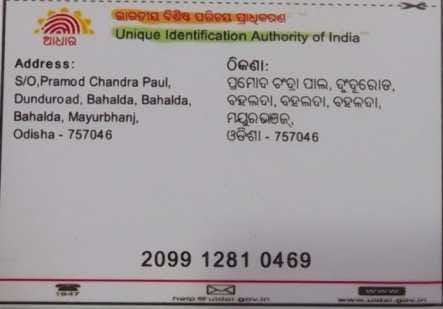 ଭାରତୀୟ ବିଶିଷ୍ଟ ପରିଚୟ ପ୍ରାଧିକରଣ
Unique Identification Authority of India
ଆଧାର
Address:
S/O,Pramod Chandra Paul,
Dunduroad, Bahalda, Bahalda,
Bahalda, Mayurbhanj,
Odisha - 757046
ଠିକଣା:
ପ୍ରମୋଦ ଚଂଦ୍ରା ପାଲ, ଦୁଂଦୁରୋଡ,
ବହଲଦା, ବହଲଦା, ବହଳଦା,
ମୟୁରଭଞ୍ଜ,
ଓଡିଶା - 757046
2099 1281 0469
1947
help@uidai.gov.in
www
www.uidai.gov.in